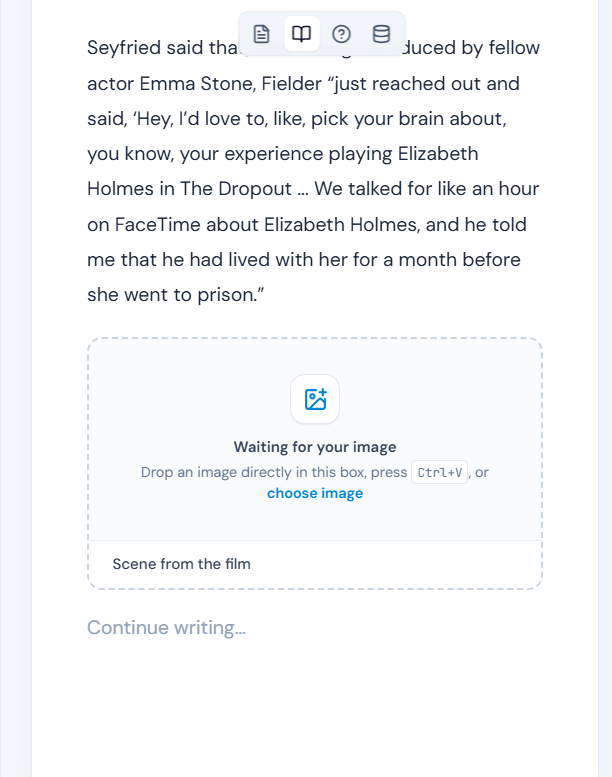 Seyfried said that duced by fellow
actor Emma Stone, Fielder “just reached out and
said, ‘Hey, I’d love to, like, pick your brain about,
you know, your experience playing Elizabeth
Holmes in The Dropout ... We talked for like an hour
on FaceTime about Elizabeth Holmes, and he told
me that he had lived with her for a month before
she went to prison.”
Waiting for your image
Drop an image directly in this box, press Ctrl+V, or
choose image
Scene from the film
Continue writing...